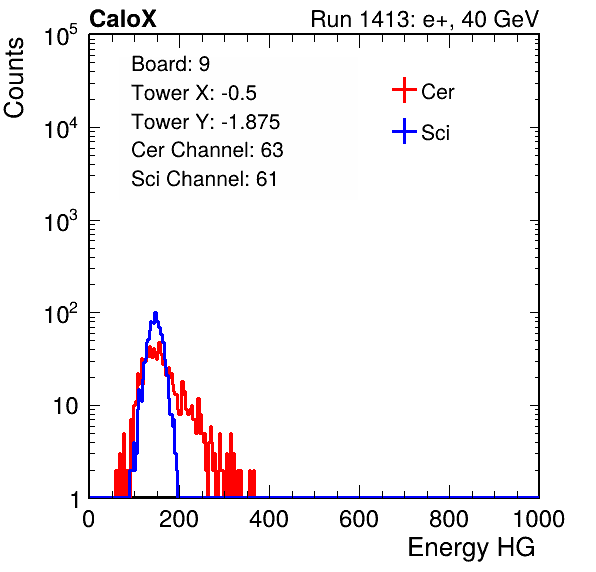 CaloX Run 1413: e+, 40 GeV
Counts
10^5
10^4
10^3
10^2
10
1
Board: 9
Tower X: -0.5
Tower Y: -1.875
Cer Channel: 63
Sci Channel: 61
Cer
Sci
0 200 400 600 800 1000
Energy HG